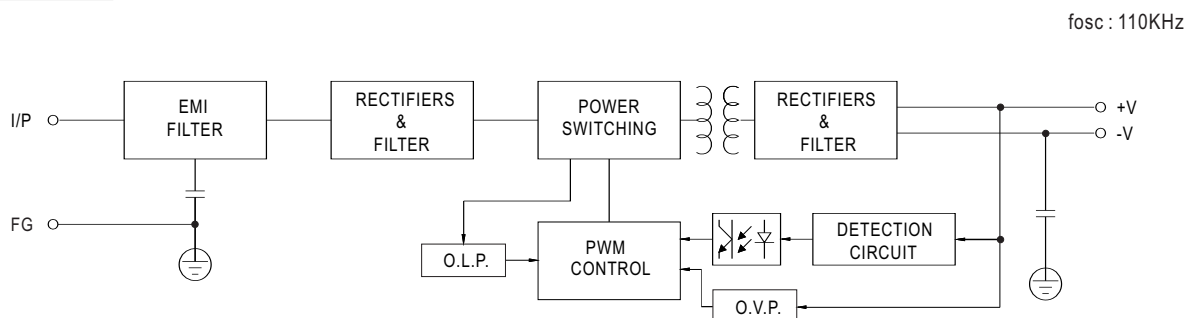 fosc : 110KHz
I/P
EMI
FILTER
RECTIFIERS
&
FILTER
POWER
SWITCHING
RECTIFIERS
&
FILTER
+V
-V
FG
O.L.P.
PWM
CONTROL
DETECTION
CIRCUIT
O.V.P.